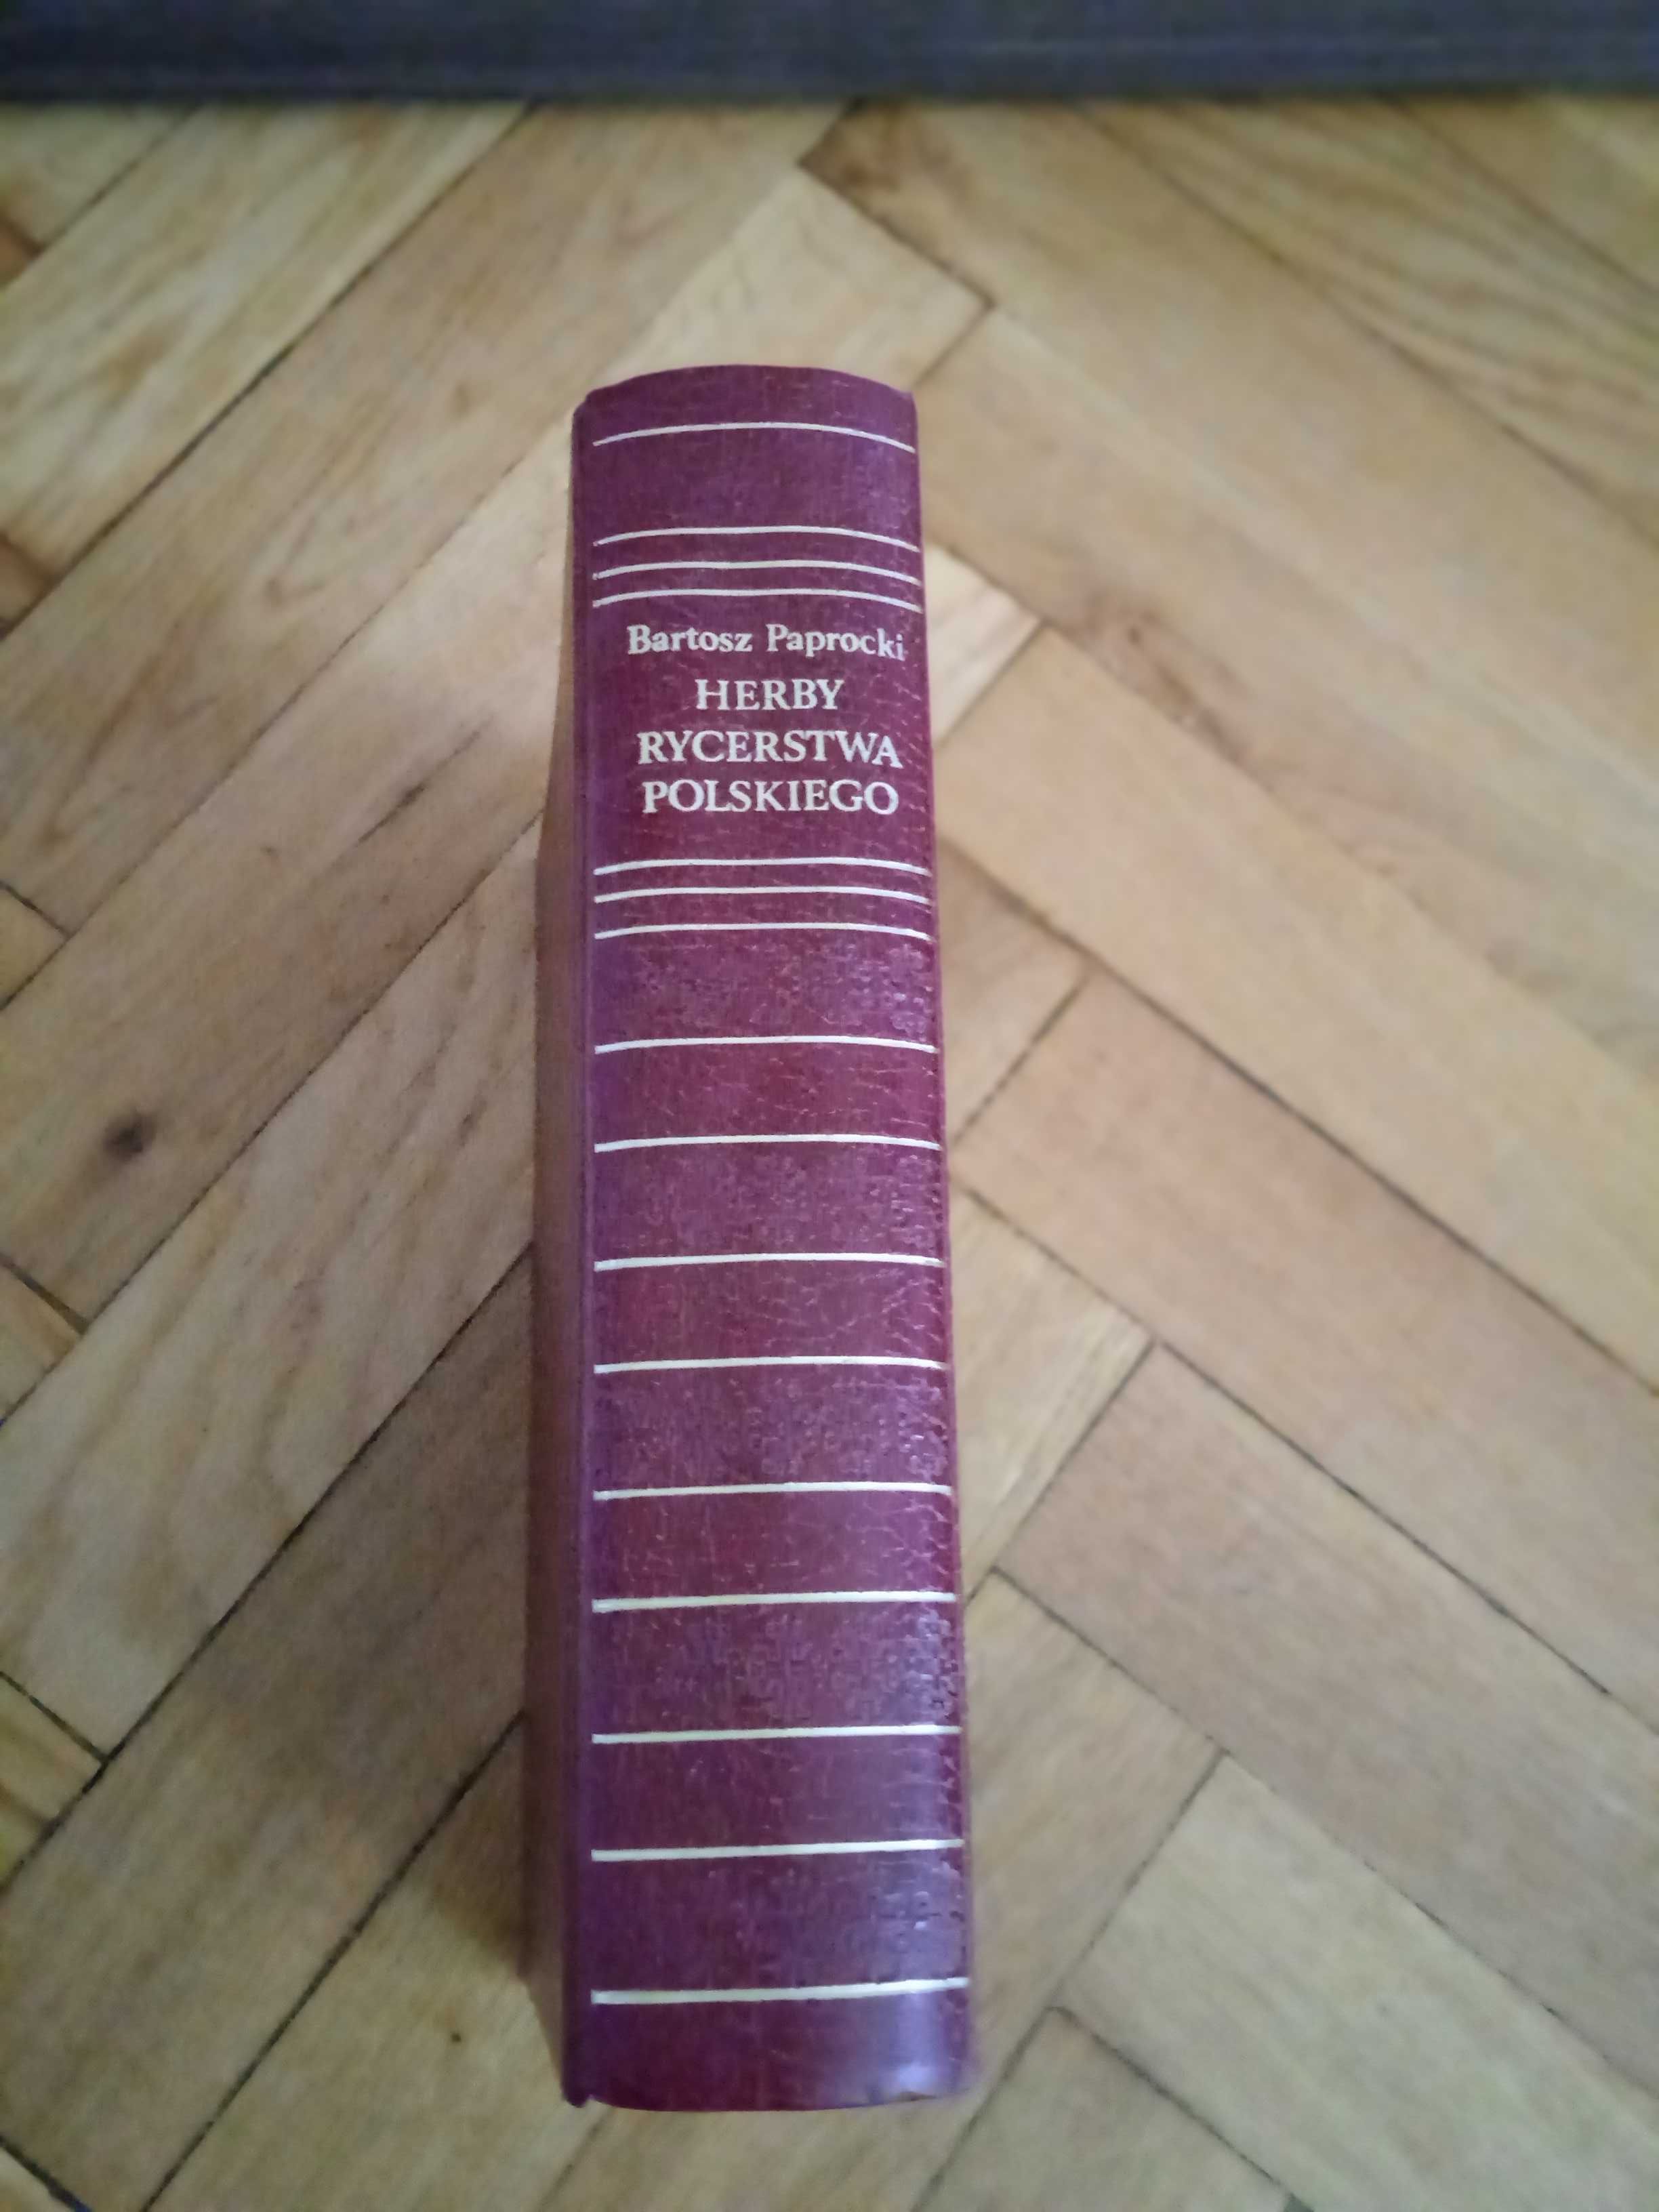 Bartosz Paprocki
HERBY
RYCERSTWA
POLSKIEGO